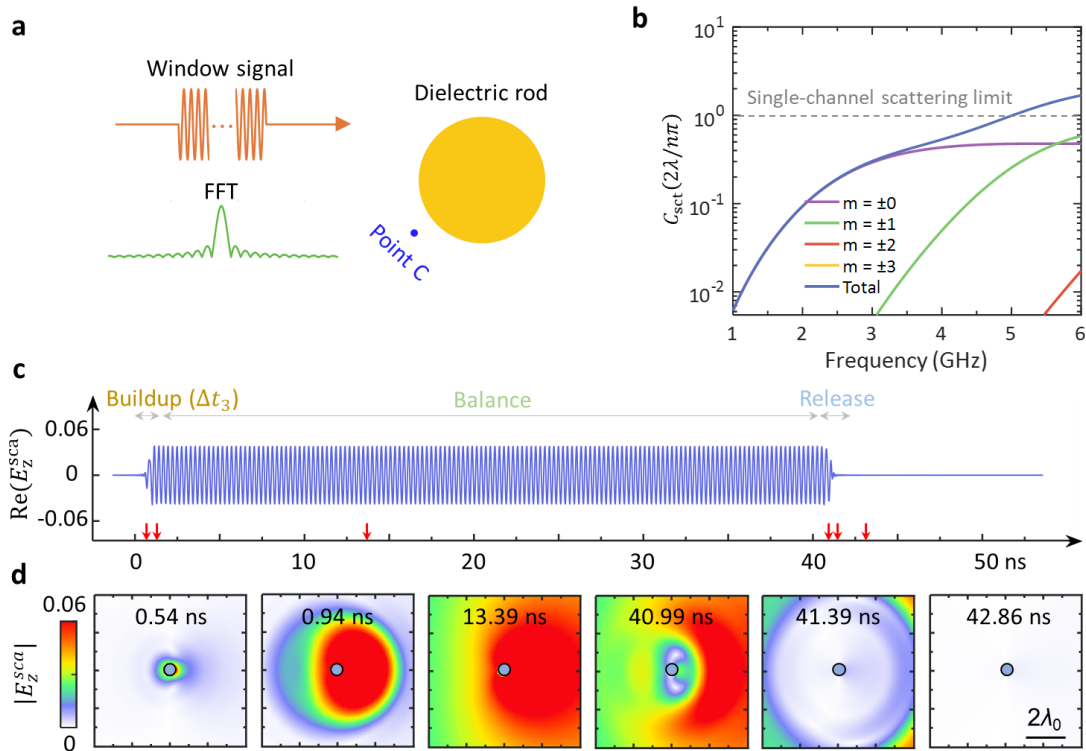 a
Window signal
...
FFT
Dielectric rod
Point C
b
10¹
10⁰
10⁻¹
10⁻²
C_sct(2λ/nπ)
Single-channel scattering limit
m = ±0
m = ±1
m = ±2
m = ±3
Total
1 2 3 4 5 6
Frequency (GHz)
c
Buildup (Δt₃) Balance Release
0.06
0
-0.06
Re(E_z^sca)
0 10 20 30 40 50 ns
d
0.06
0
|E_z^sca|
0.54 ns 0.94 ns 13.39 ns 40.99 ns 41.39 ns 42.86 ns
2λ₀